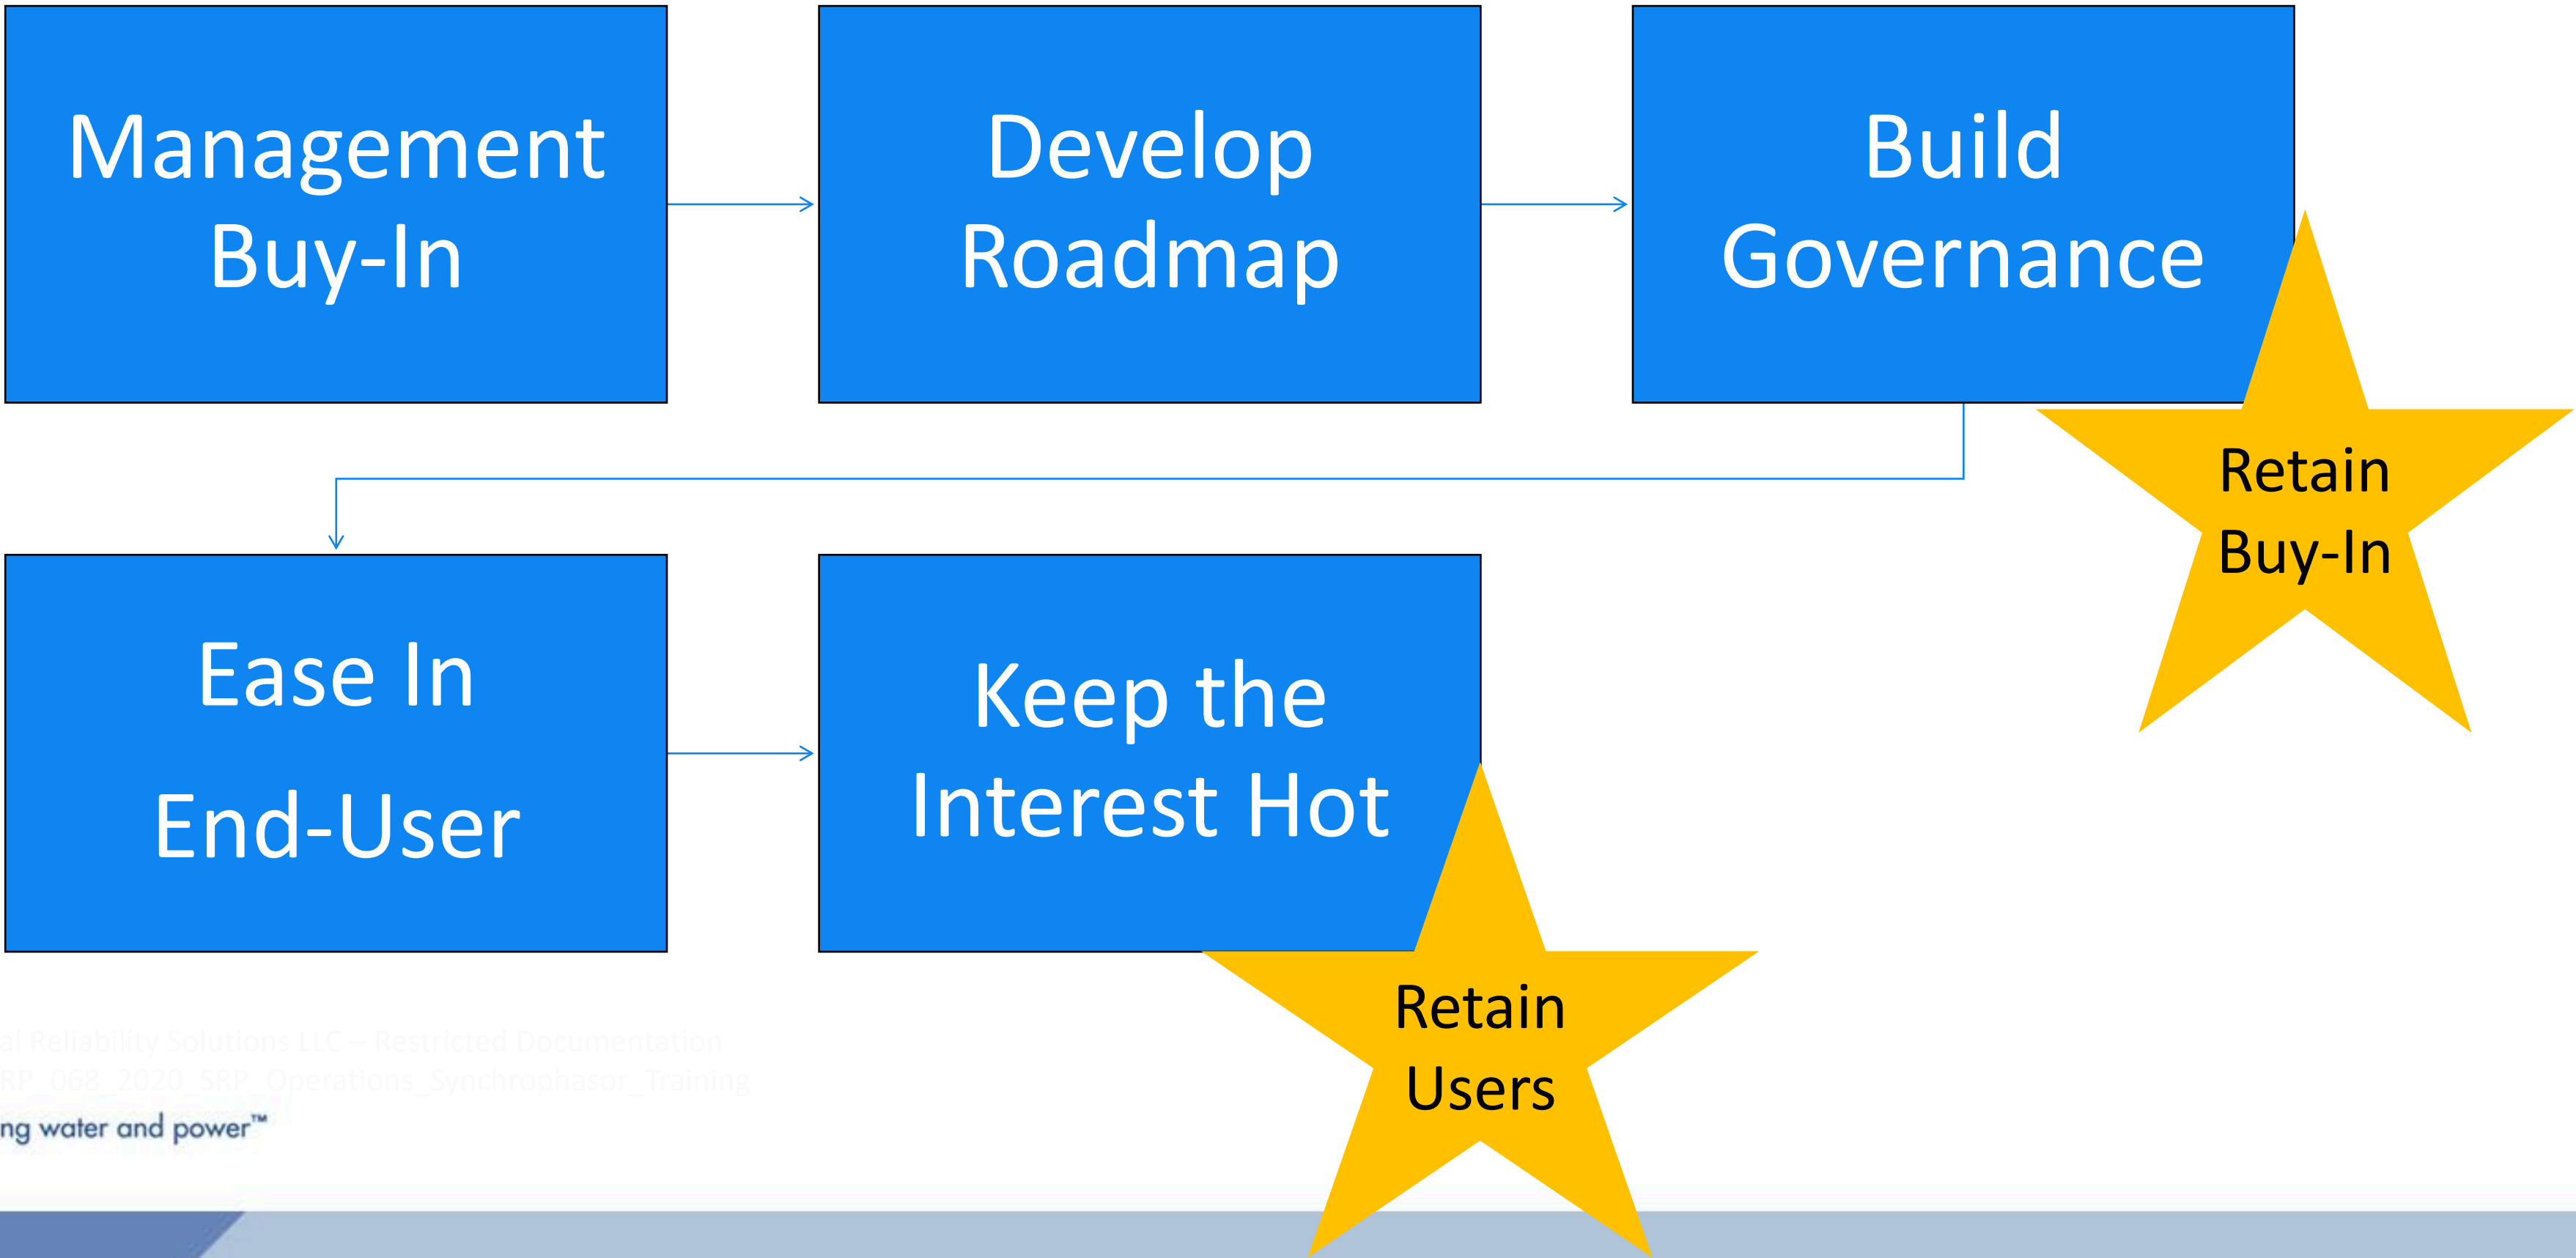 Management
Buy-In
Develop
Roadmap
Build
Governance
Retain
Buy-In
Ease In
End-User
Keep the
Interest Hot
Retain
Users
al Reliability Solutions LLC – Restricted Documentation
RP_068_2020_SRP_Operations_Synchrophasor_Training
ng water and power™